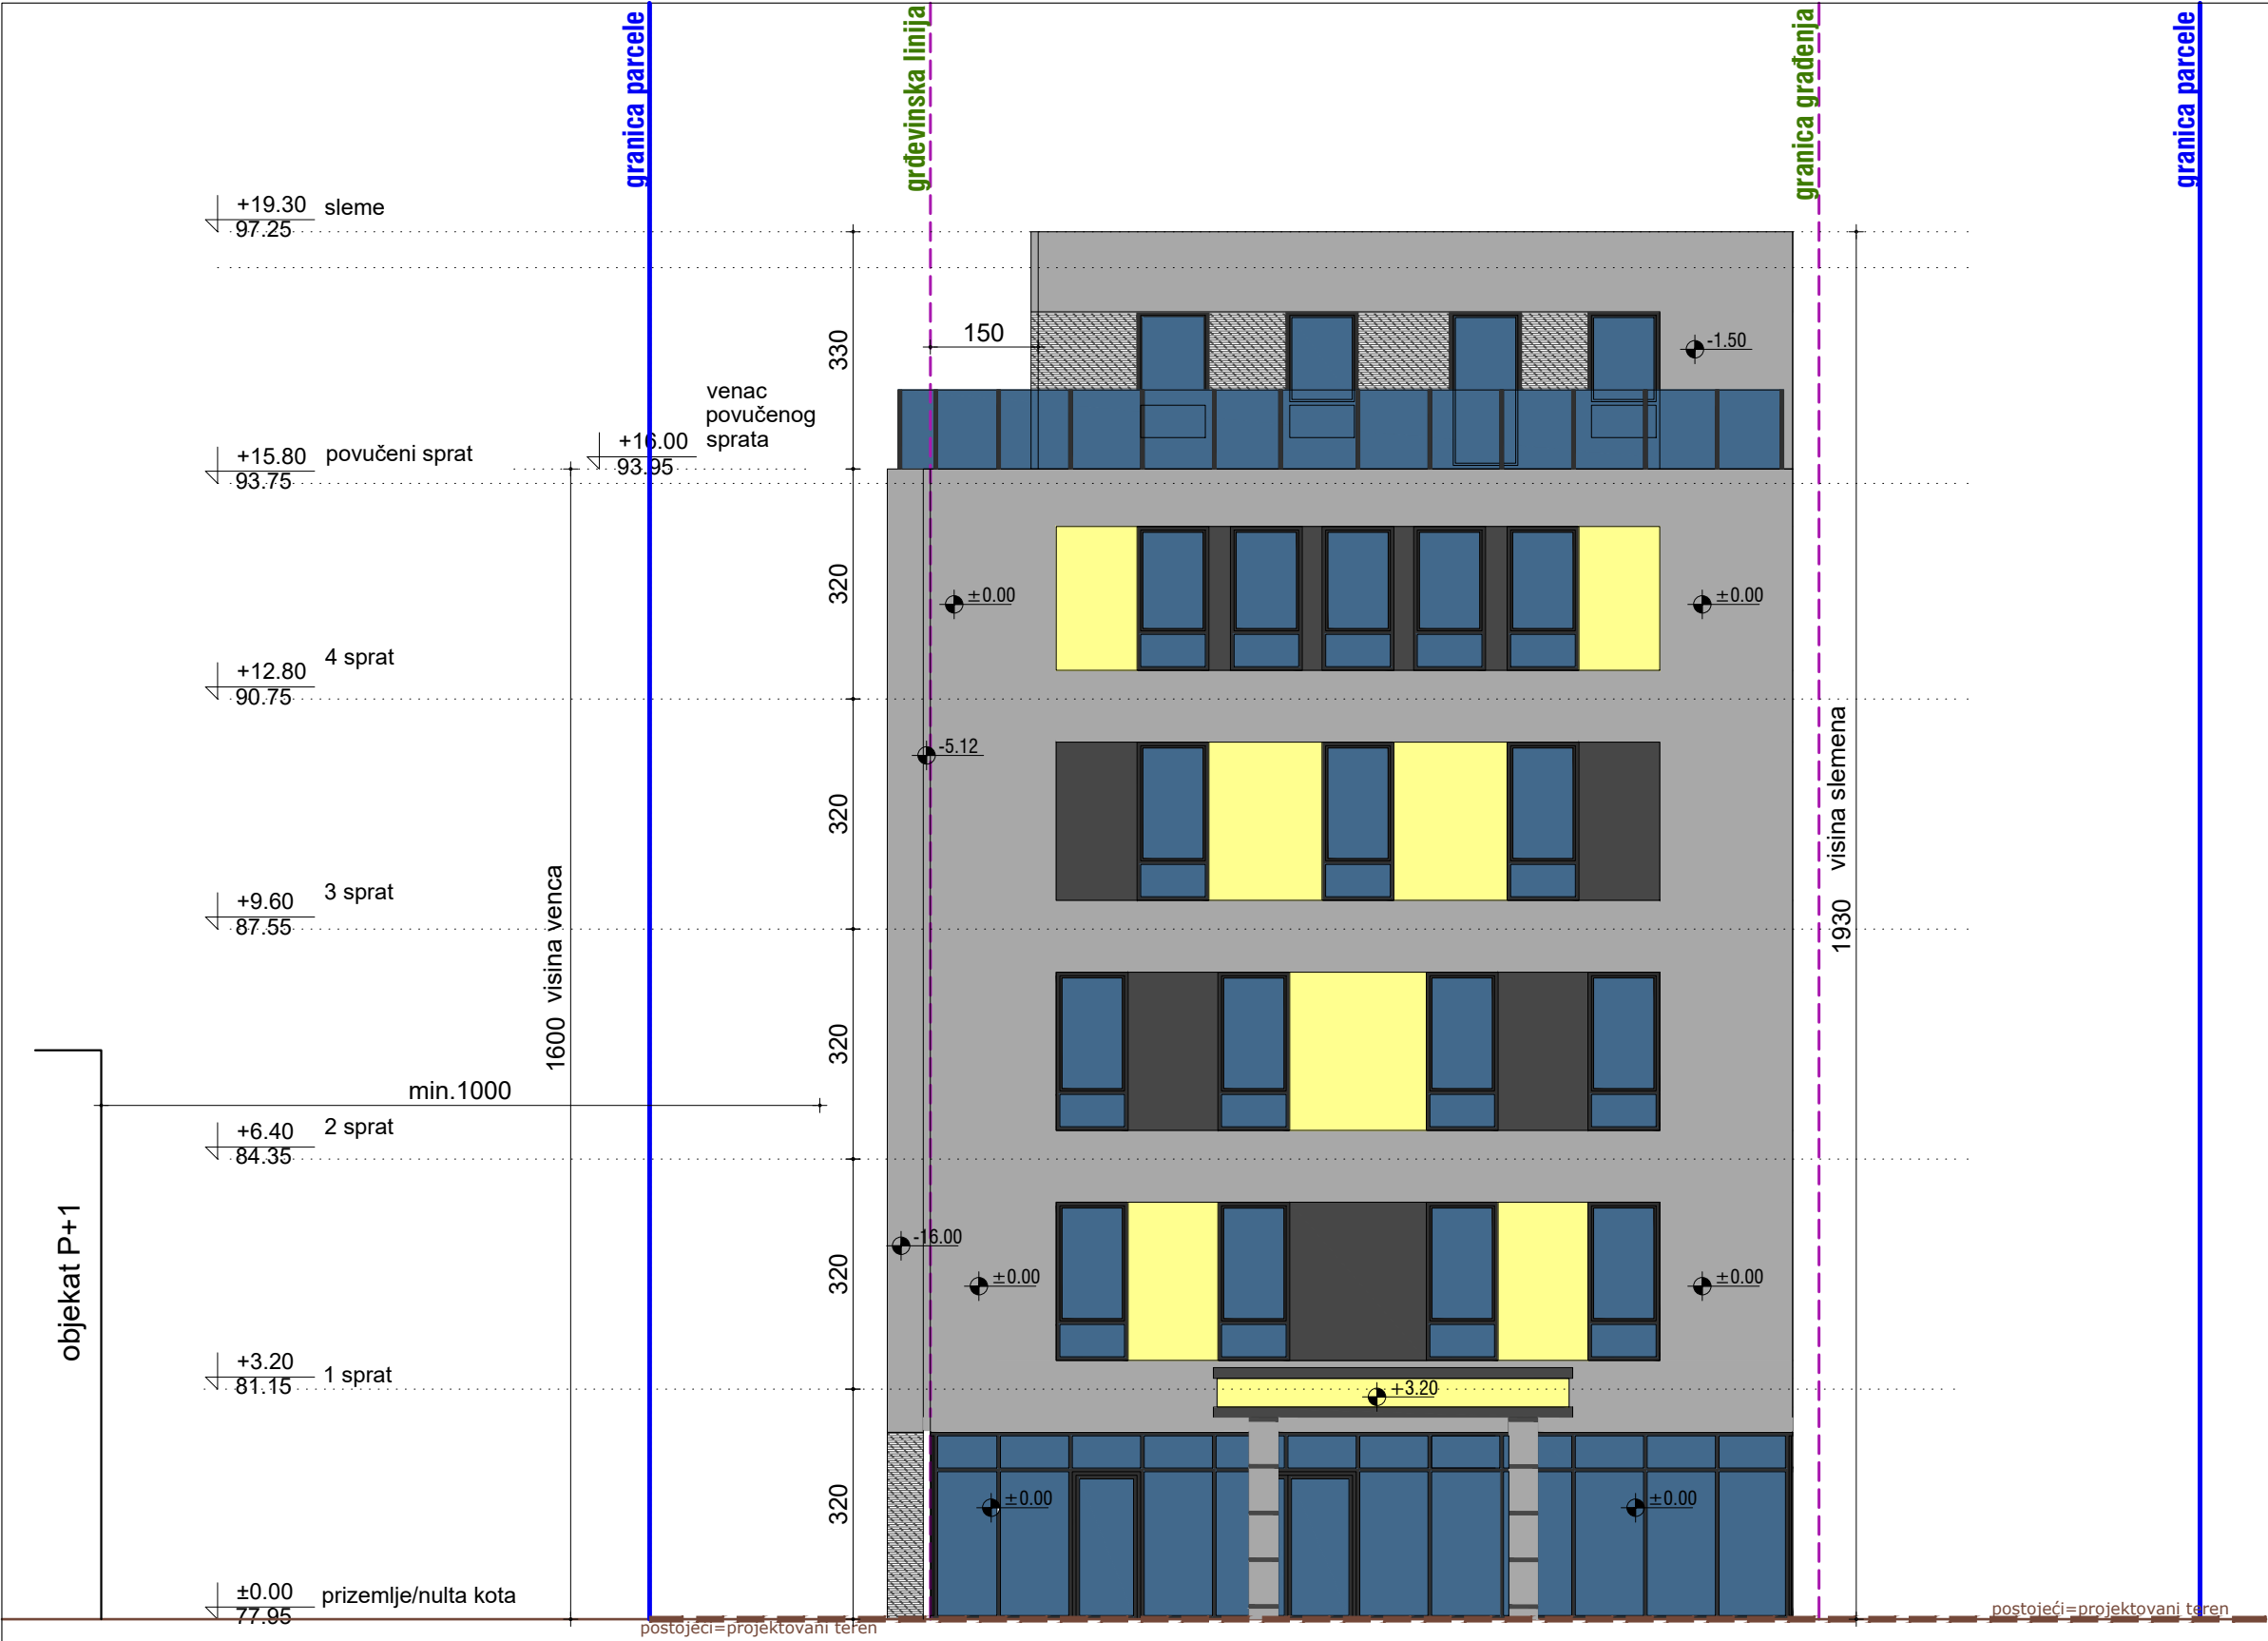 granica parcele
grđevinska linija
granica građenja
granica parcele
+19.30 sleme
97.25
330
150
-1.50
venac
povučenog
sprata
+16.00
93.95
+15.80 povučeni sprat
93.75
320
±0.00
±0.00
4 sprat
+12.80
90.75
-5.12
320
visina slemena
1930
3 sprat
+9.60
87.55
1600 visina venca
320
min.1000
2 sprat
+6.40
84.35
objekat P+1
-16.00
320
±0.00
±0.00
+3.20 1 sprat
81.15
+3.20
320
±0.00
±0.00
±0.00 prizemlje/nulta kota
77.95
postojeći=projektovani teren
postojeći=projektovani teren